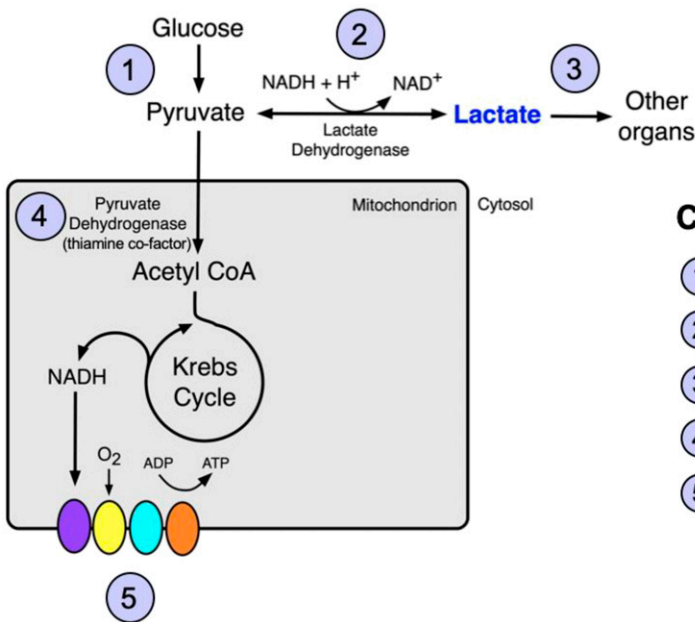 Glucose
1
2
3
NADH + H⁺
NAD⁺
Pyruvate
Lactate
Other
organs
Lactate
Dehydrogenase
4
Pyruvate
Dehydrogenase
(thiamine co-factor)
Mitochondrion
Cytosol
Acetyl CoA
Krebs
Cycle
NADH
O₂
ADP
ATP
5
C